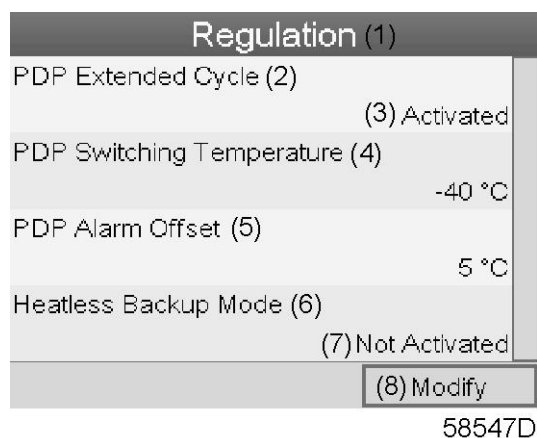 Regulation (1)
PDP Extended Cycle (2)
(3) Activated
PDP Switching Temperature (4)
-40 °C
PDP Alarm Offset (5)
5 °C
Heatless Backup Mode (6)
(7) Not Activated
(8) Modify
58547D